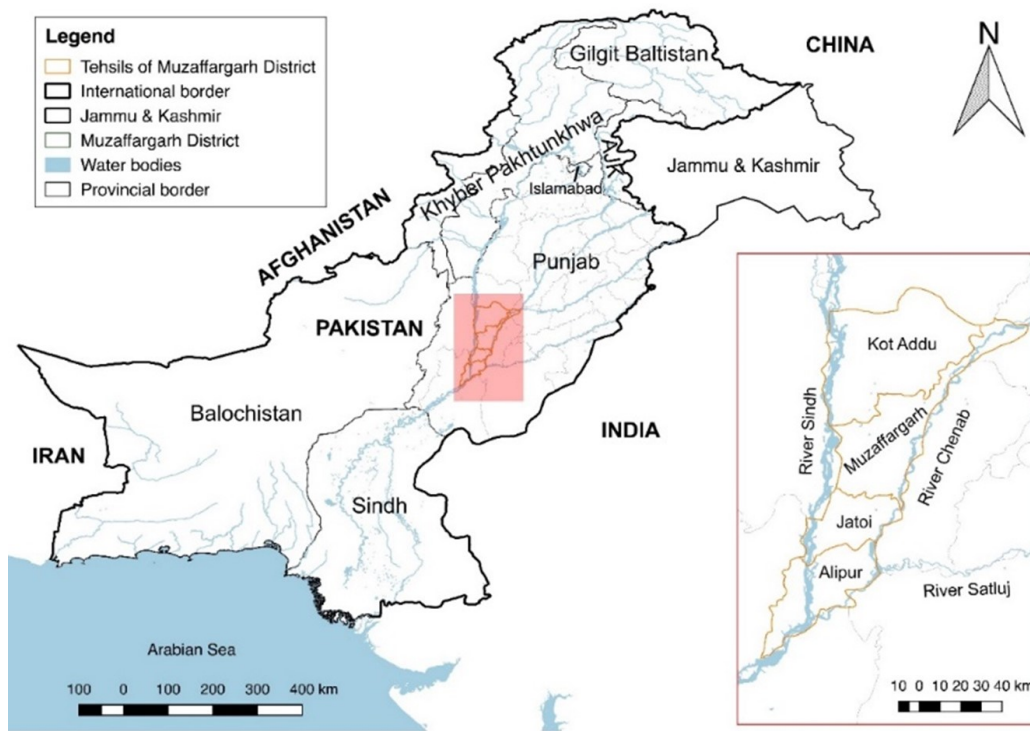 Legend
Tehsils of Muzaffargarh District
International border
Jammu & Kashmir
Muzaffargarh District
Water bodies
Provincial border
N
CHINA
Gilgit Baltistan
Khyber Pakhtunkhwa
AJK
Jammu & Kashmir
Islamabad
AFGHANISTAN
Punjab
PAKISTAN
Balochistan
INDIA
IRAN
Sindh
Arabian Sea
100 0 100 200 300 400 km
Kot Addu
River Sindh
Muzaffargarh
River Chenab
Jatoi
Alipur
River Satluj
10 0 10 20 30 40 km